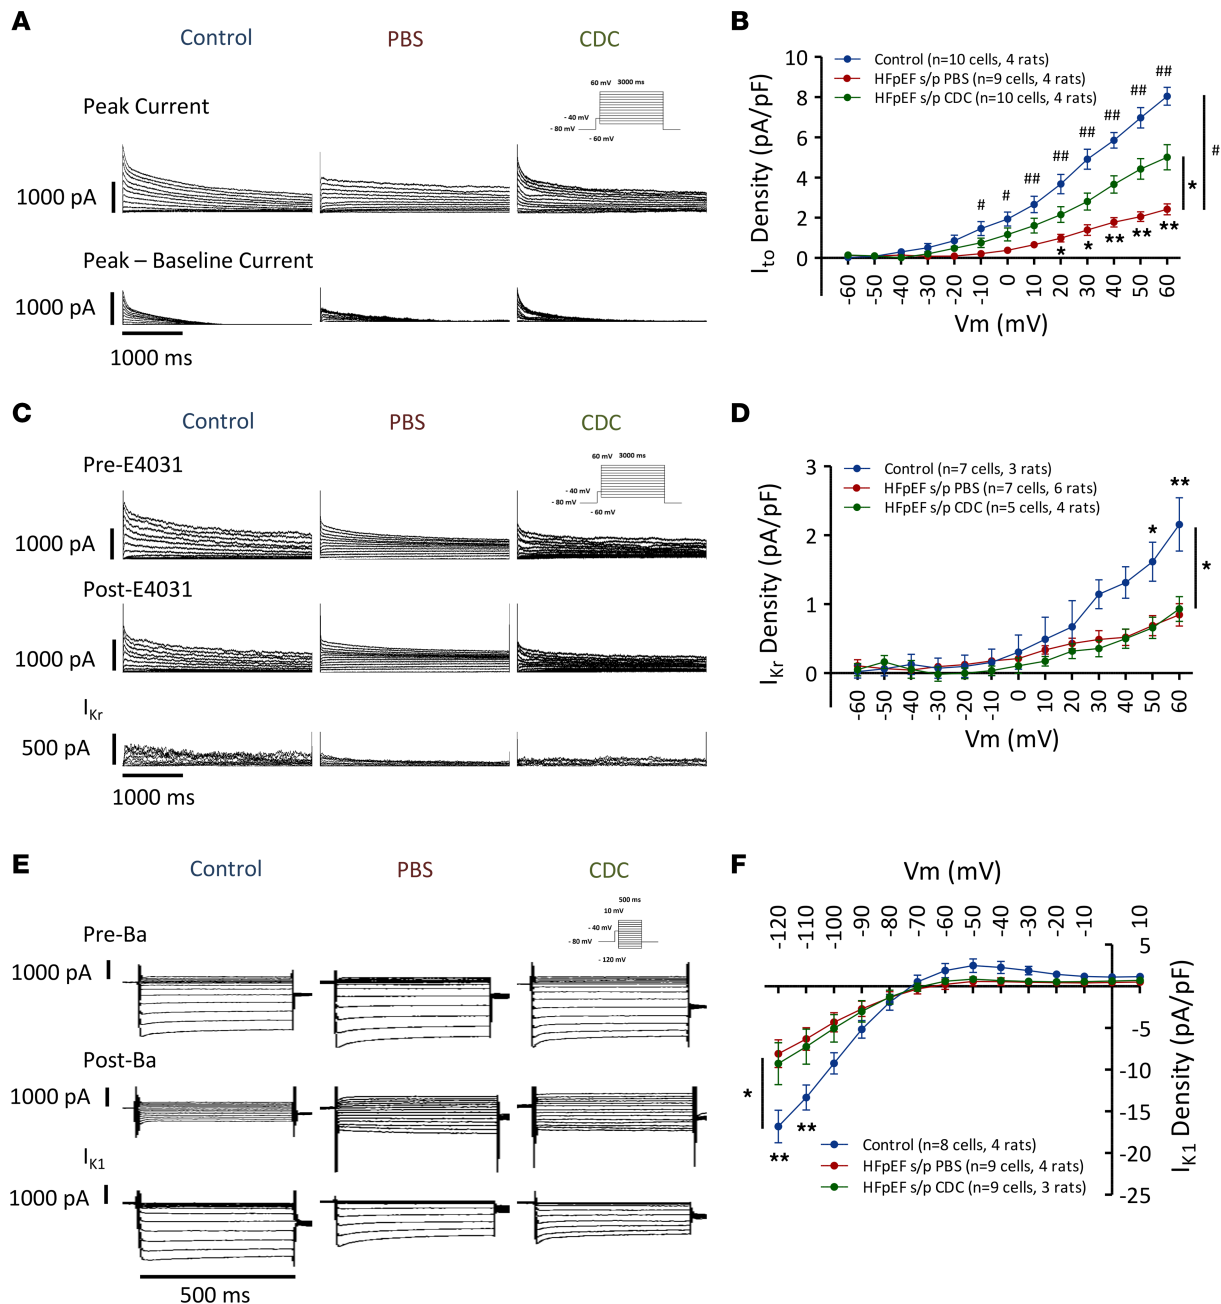 A
Control
PBS
CDC
Peak Current
60 mV 3000 ms
- 40 mV
- 80 mV
- 60 mV
1000 pA
Peak – Baseline Current
1000 pA
1000 ms
B
Ito Density (pA/pF)
10
8
6
4
2
0
Control (n=10 cells, 4 rats)
HFpEF s/p PBS (n=9 cells, 4 rats)
HFpEF s/p CDC (n=10 cells, 4 rats)
# # ## ## ## ## ## ##
* * ** ** **
* #
-60 -50 -40 -30 -20 -10 0 10 20 30 40 50 60
Vm (mV)
C
Control
PBS
CDC
Pre-E4031
60 mV 3000 ms
- 40 mV
- 80 mV
- 60 mV
1000 pA
Post-E4031
1000 pA
IKr
500 pA
1000 ms
D
IKr Density (pA/pF)
3
2
1
0
Control (n=7 cells, 3 rats)
HFpEF s/p PBS (n=7 cells, 6 rats)
HFpEF s/p CDC (n=5 cells, 4 rats)
* **
*
-60 -50 -40 -30 -20 -10 0 10 20 30 40 50 60
Vm (mV)
E
Control
PBS
CDC
Pre-Ba
500 ms
10 mV
- 40 mV
- 80 mV
- 120 mV
1000 pA
Post-Ba
1000 pA
IK1
1000 pA
500 ms
F
Vm (mV)
-120 -110 -100 -90 -80 -70 -60 -50 -40 -30 -20 -10 10
5
-5
-10
-15
-20
-25
IK1 Density (pA/pF)
*
**
**
Control (n=8 cells, 4 rats)
HFpEF s/p PBS (n=9 cells, 4 rats)
HFpEF s/p CDC (n=9 cells, 3 rats)